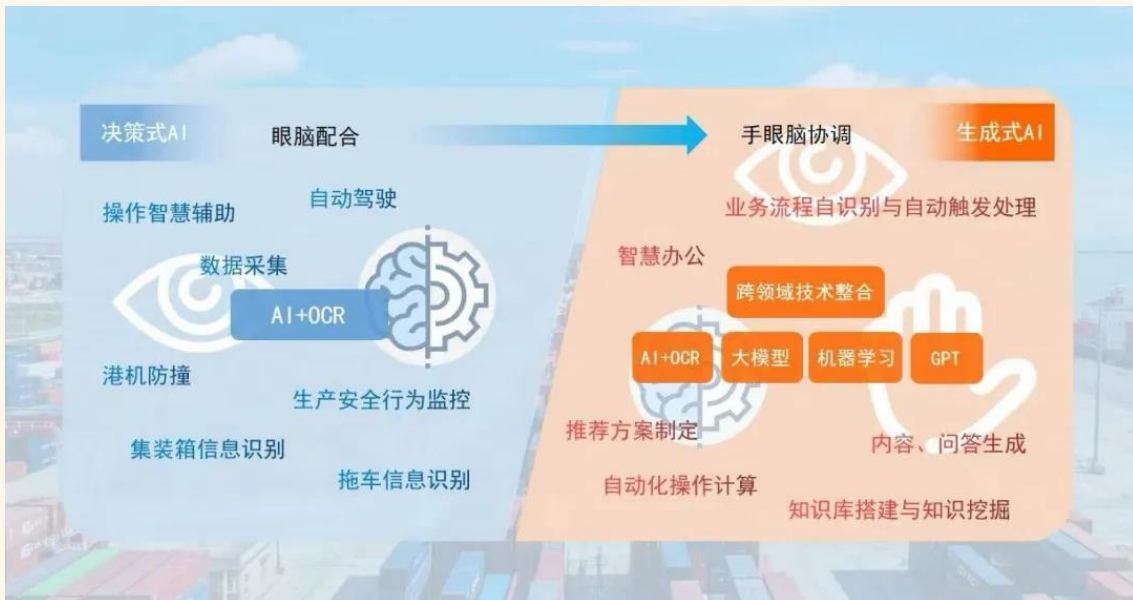 决策式AI
眼脑配合
手眼脑协调
生成式AI
操作智慧辅助
自动驾驶
数据采集
AI+OCR
港机防撞
生产安全行为监控
集装箱信息识别
拖车信息识别
业务流程自识别与自动触发处理
智慧办公
跨领域技术整合
AI+OCR
大模型
机器学习
GPT
推荐方案制定
内容、问答生成
自动化操作计算
知识库搭建与知识挖掘